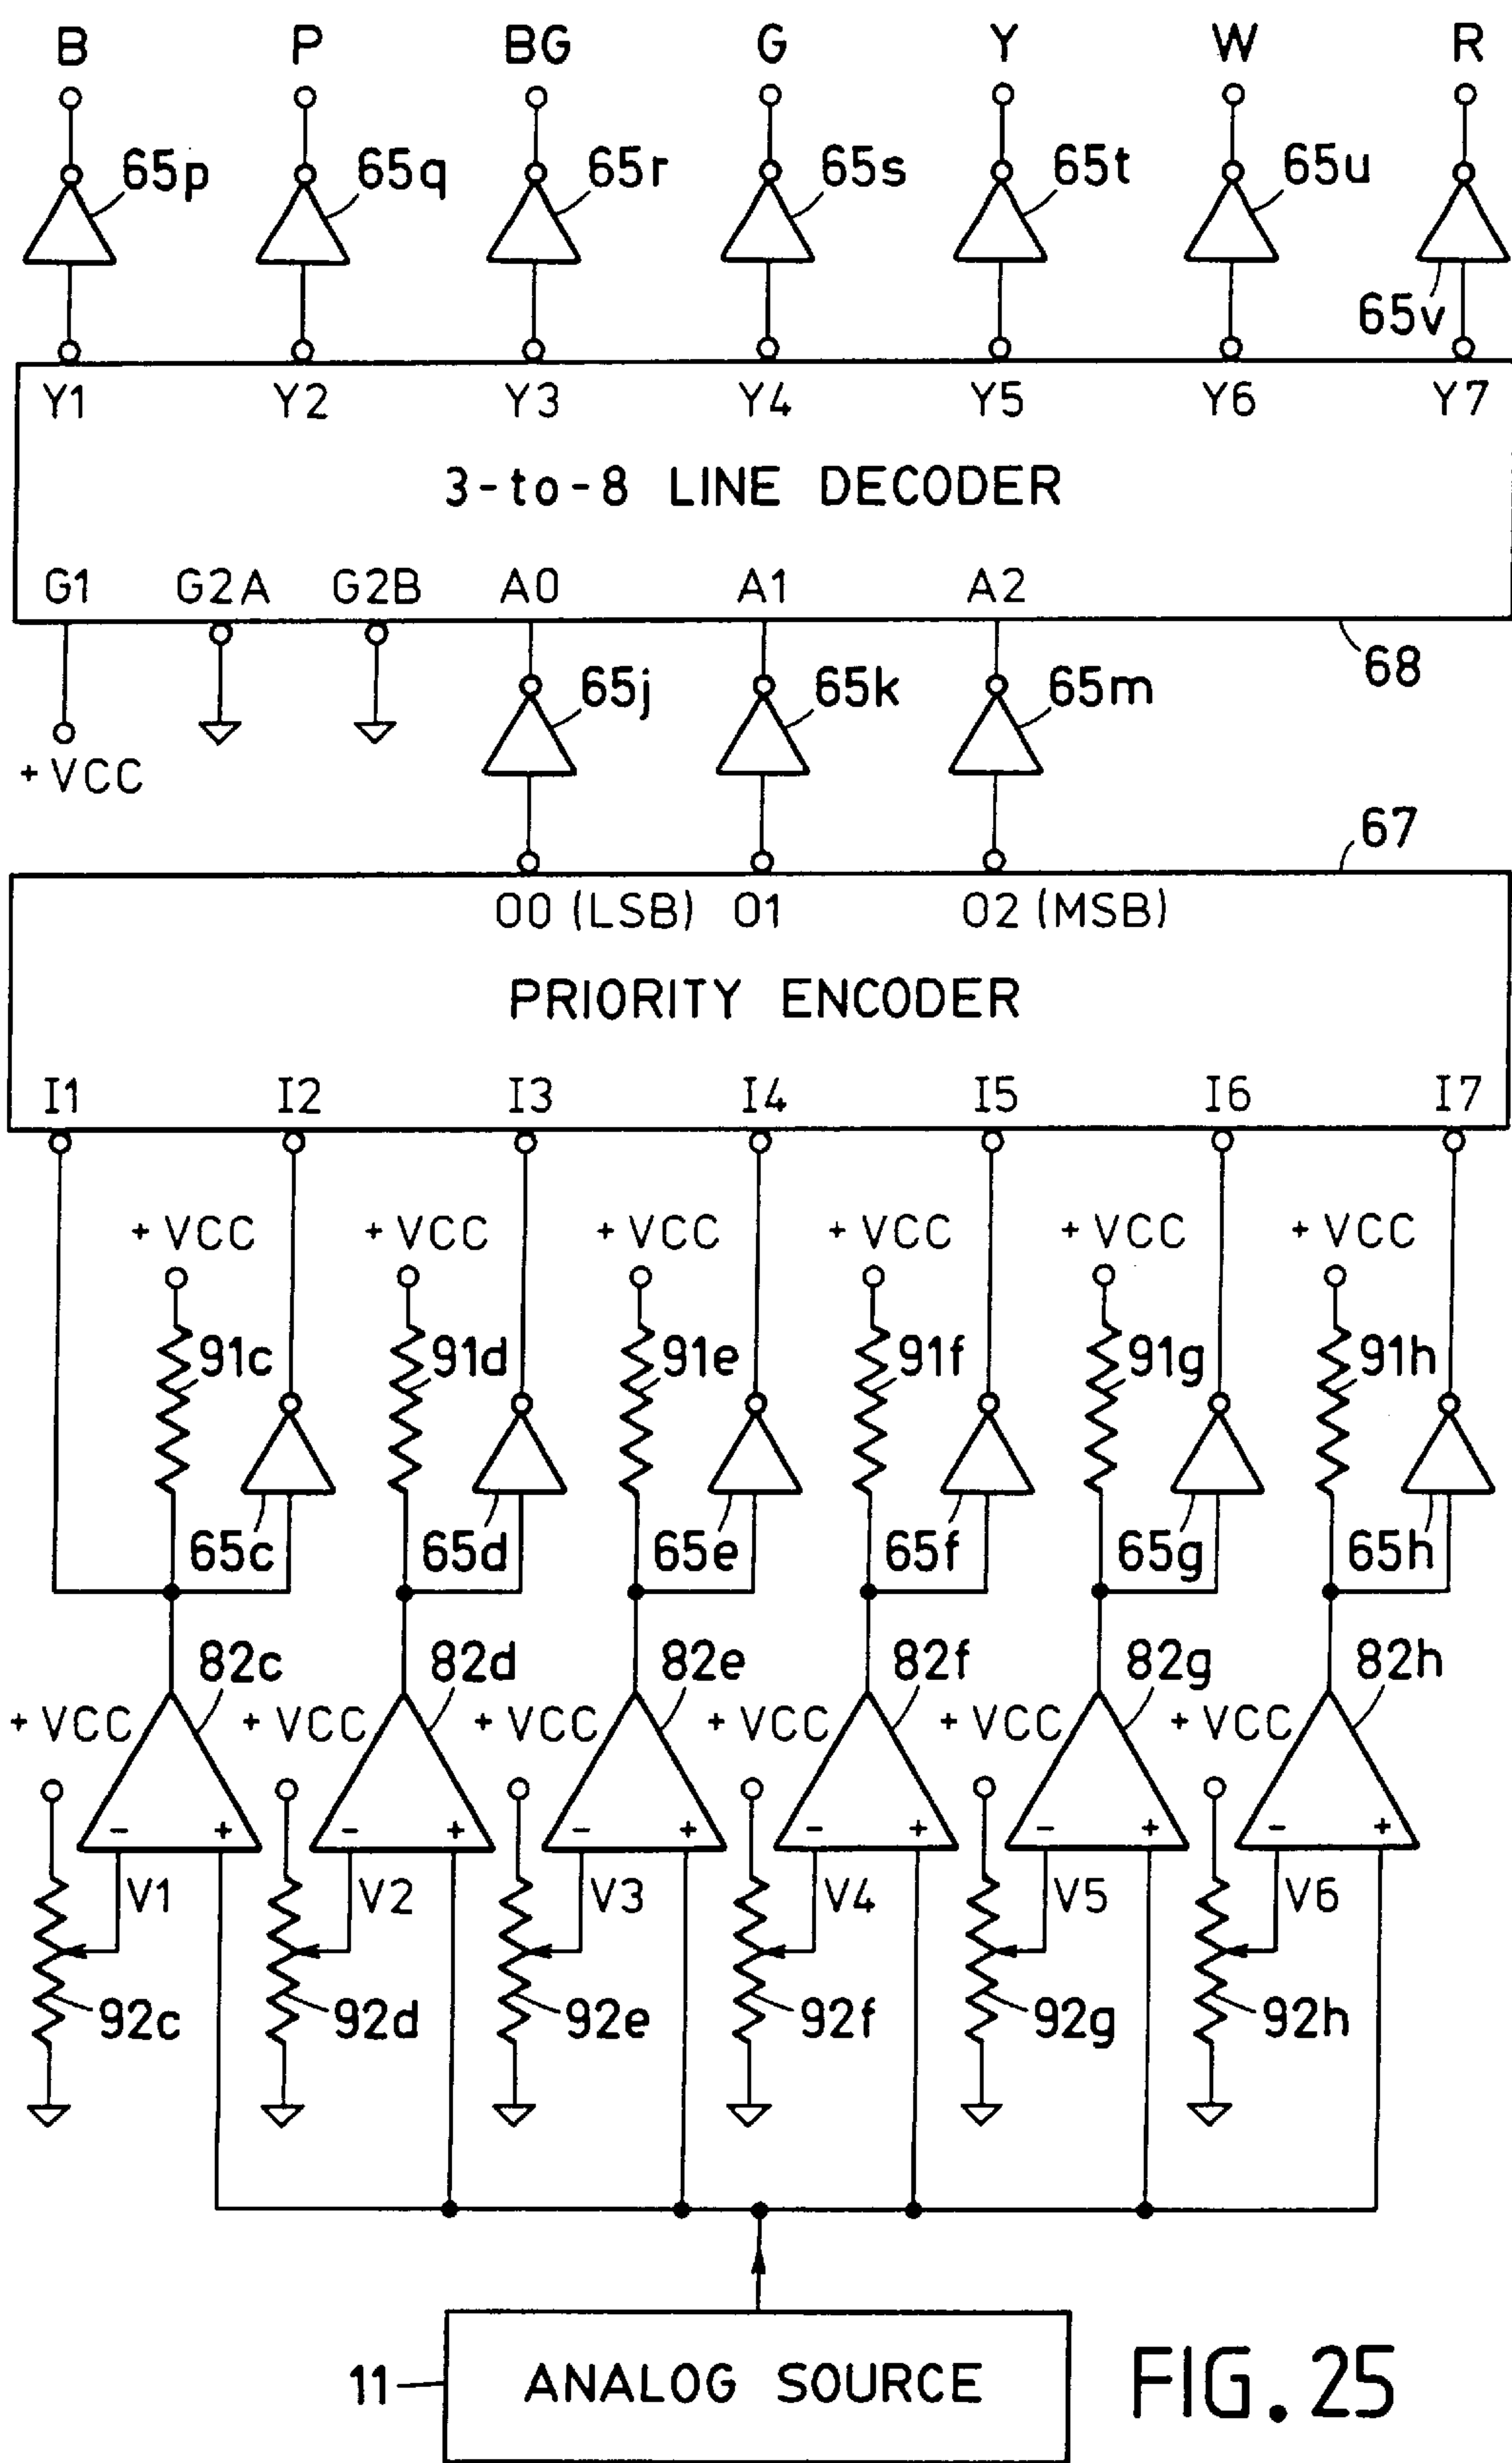 B P BG G Y W R
65p 65q 65r 65s 65t 65u
65v
Y1 Y2 Y3 Y4 Y5 Y6 Y7
3-to-8 LINE DECODER
G1 G2A G2B A0 A1 A2
68
65j 65k 65m
+ VCC
67
O0 (LSB) O1 O2 (MSB)
PRIORITY ENCODER
I1 I2 I3 I4 I5 I6 I7
+ VCC + VCC + VCC + VCC + VCC + VCC
91c 91d 91e 91f 91g 91h
65c 65d 65e 65f 65g 65h
82c 82d 82e 82f 82g 82h
+ VCC + VCC + VCC + VCC + VCC + VCC
- + - + - + - + - + - +
V1 V2 V3 V4 V5 V6
92c 92d 92e 92f 92g 92h
11 ANALOG SOURCE
FIG. 25